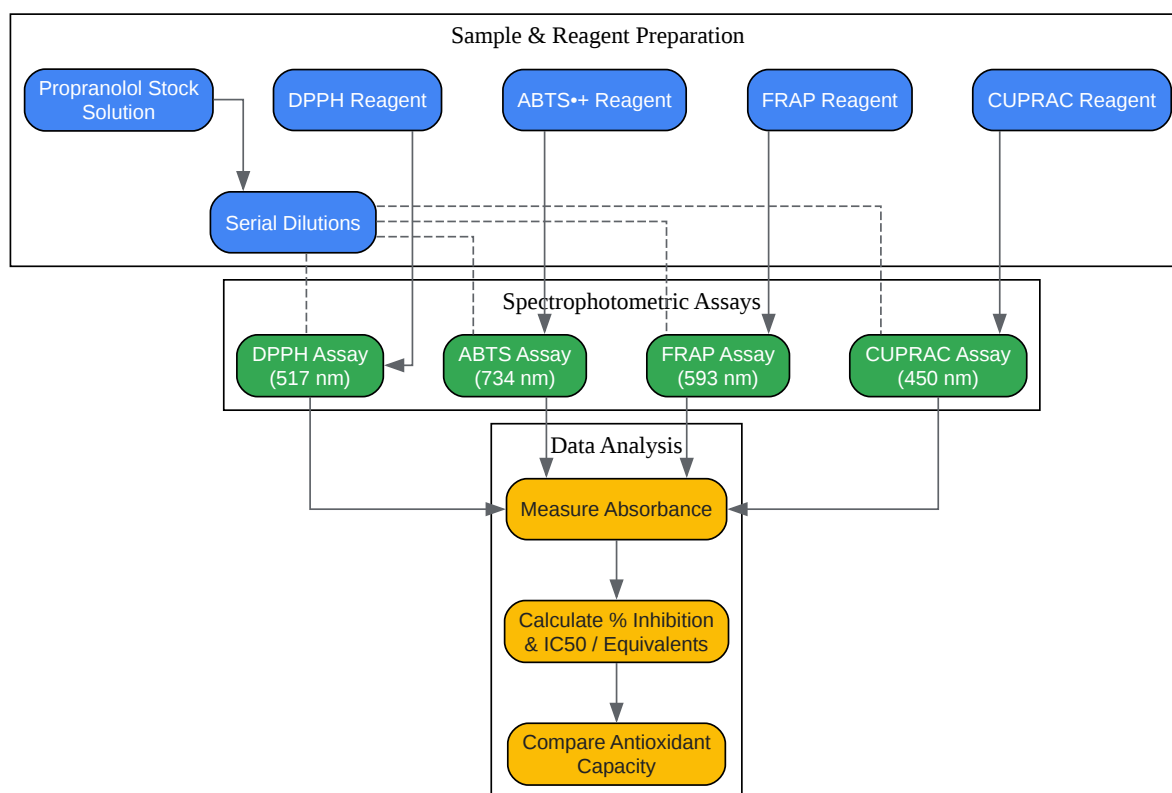 Sample & Reagent Preparation
Propranolol Stock
Solution
DPPH Reagent
ABTS•+ Reagent
FRAP Reagent
CUPRAC Reagent
Serial Dilutions
Spectrophotometric Assays
DPPH Assay
(517 nm)
ABTS Assay
(734 nm)
FRAP Assay
(593 nm)
CUPRAC Assay
(450 nm)
Data Analysis
Measure Absorbance
Calculate % Inhibition
& IC50 / Equivalents
Compare Antioxidant
Capacity